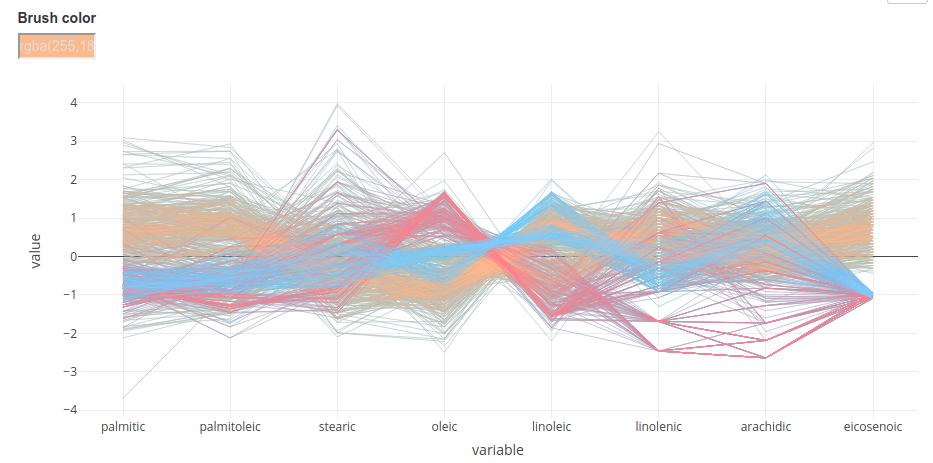 Brush color
rgba(255,18
4
3
2
1
0
−1
−2
−3
−4
value
palmitic palmitoleic stearic oleic linoleic linolenic arachidic eicosenoic
variable